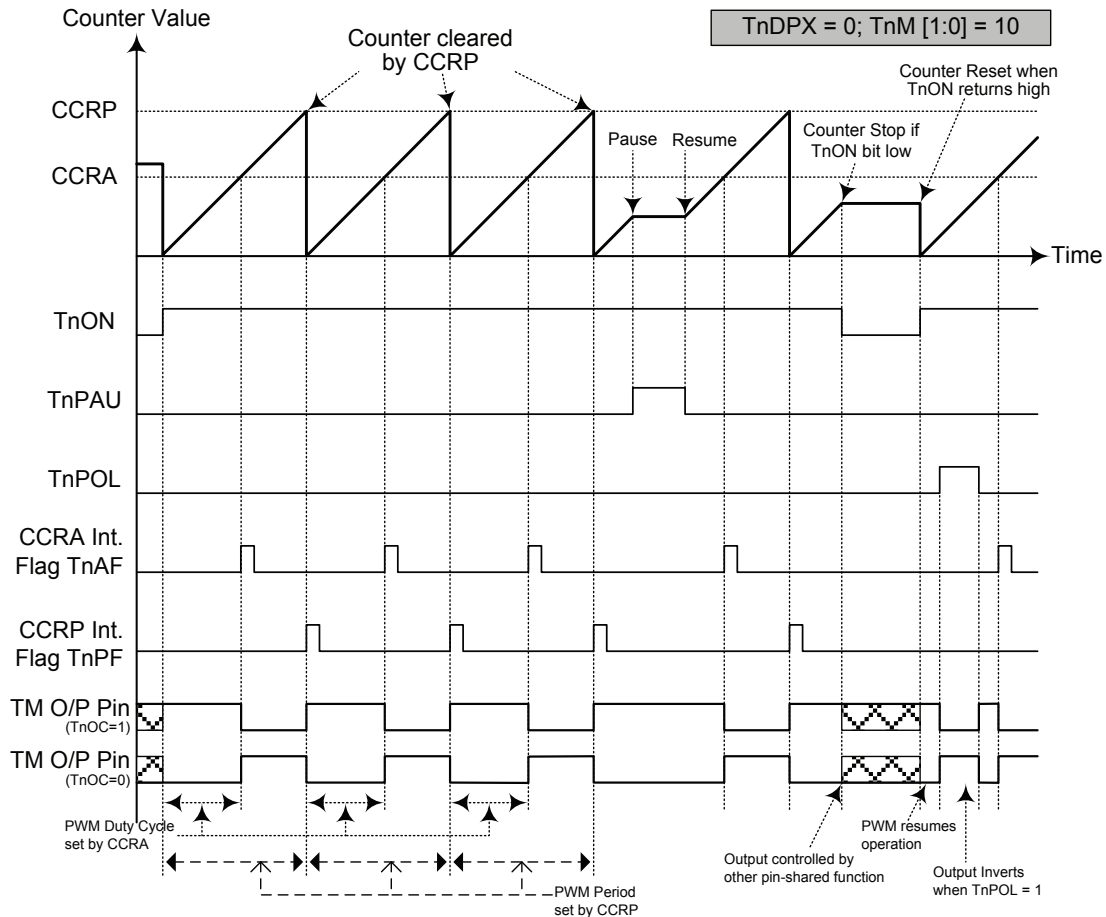 Counter Value
TnDPX = 0; TnM [1:0] = 10
Counter cleared
by CCRP
Counter Reset when
TnON returns high
CCRP
Pause
Resume
Counter Stop if
TnON bit low
CCRA
Time
TnON
TnPAU
TnPOL
CCRA Int.
Flag TnAF
CCRP Int.
Flag TnPF
TM O/P Pin
(TnOC=1)
TM O/P Pin
(TnOC=0)
PWM Duty Cycle
set by CCRA
PWM resumes
operation
Output controlled by
other pin-shared function
Output Inverts
when TnPOL = 1
PWM Period
set by CCRP